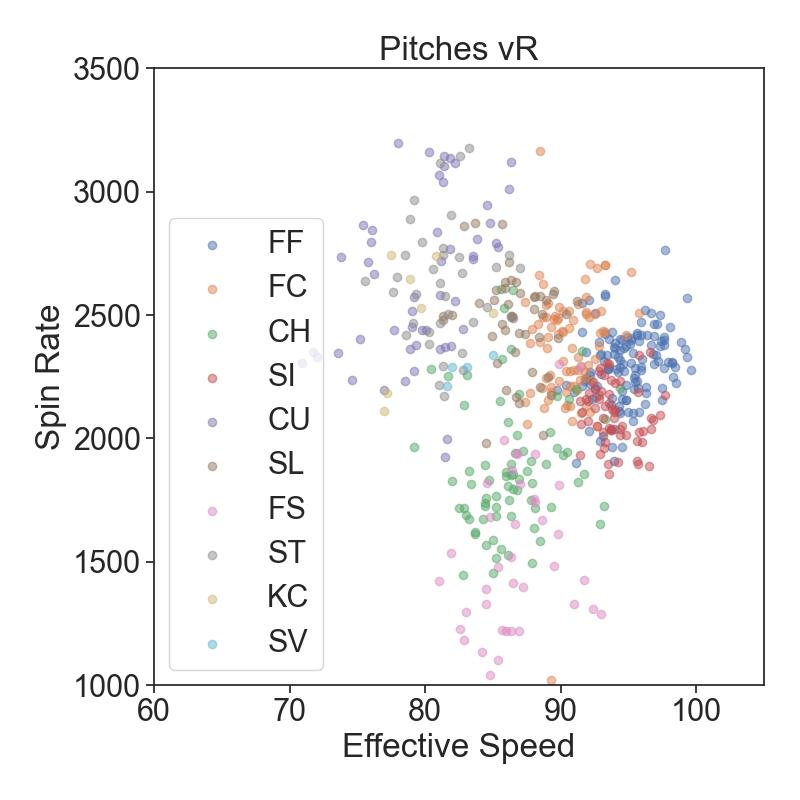 Pitches vR
3500
3000
2500
2000
1500
1000
Spin Rate
FF
FC
CH
SI
CU
SL
FS
ST
KC
SV
60 70 80 90 100
Effective Speed